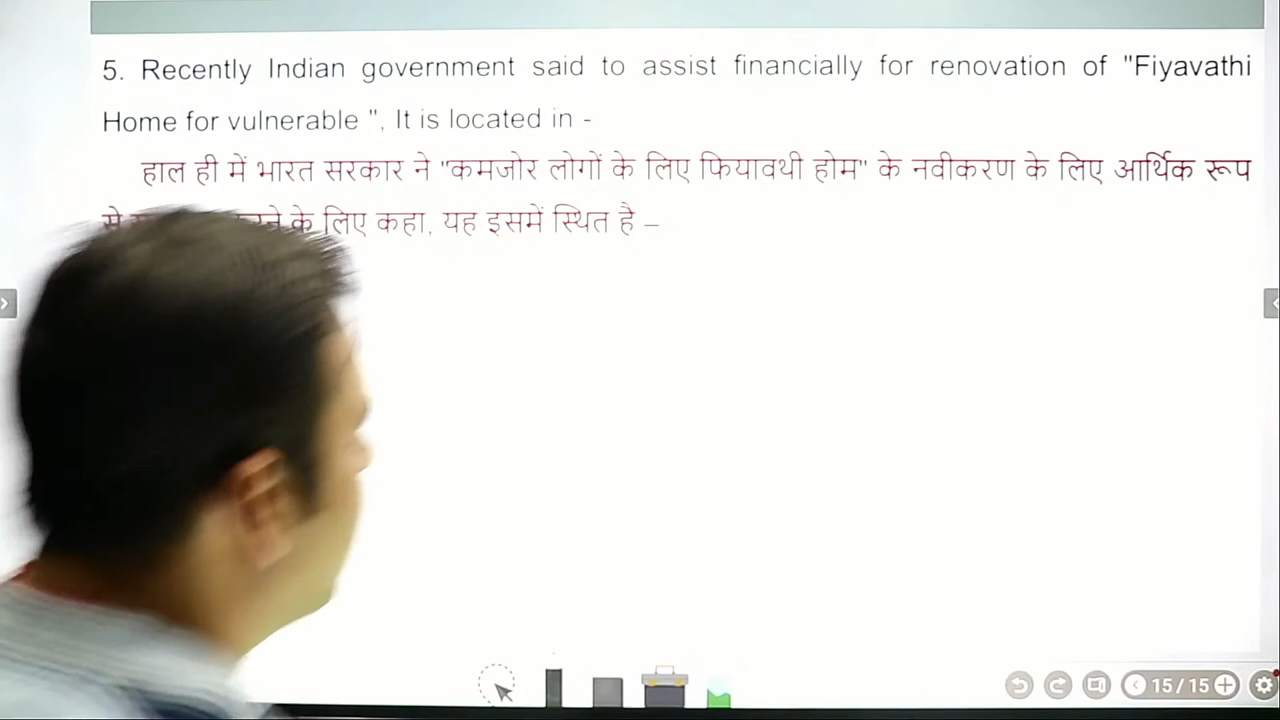 5. Recently Indian government said to assist financially for renovation of "Fiyavathi
Home for vulnerable ", It is located in -
हाल ही में भारत सरकार ने "कमजोर लोगों के लिए फियावथी होम" के नवीकरण के लिए आर्थिक रूप
से के लिए कहा, यह इसमें स्थित है –
15/15